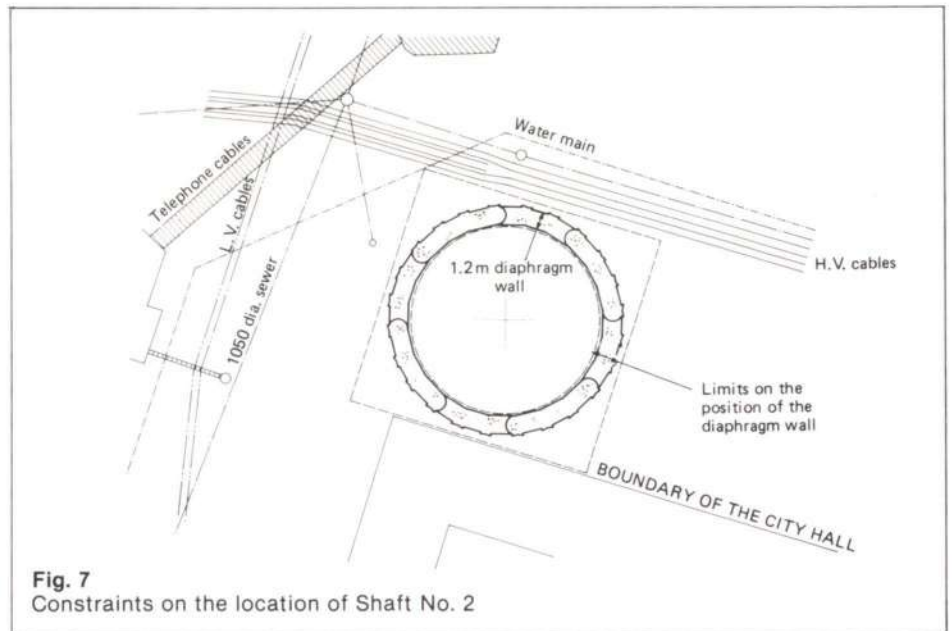 Water main
Telephone cables
L.V. cables
1.2m diaphragm
wall
H.V. cables
1050 dia. sewer
Limits on the
position of the
diaphragm wall
BOUNDARY OF THE CITY HALL
Fig. 7
Constraints on the location of Shaft No. 2